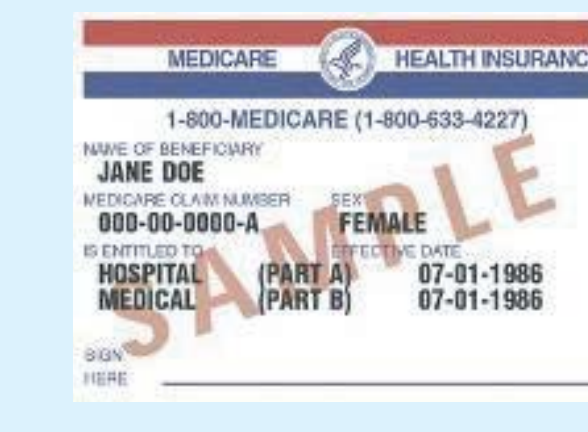 MEDICARE HEALTH INSURANC
1-800-MEDICARE (1-800-633-4227)
NAME OF BENEFICIARY
JANE DOE
MEDICARE CLAIM NUMBER SEX
000-00-0000-A FEMALE
IS ENTITLED TO EFFECTIVE DATE
HOSPITAL (PART A) 07-01-1986
MEDICAL (PART B) 07-01-1986
SAMPLE
SIGN
HERE